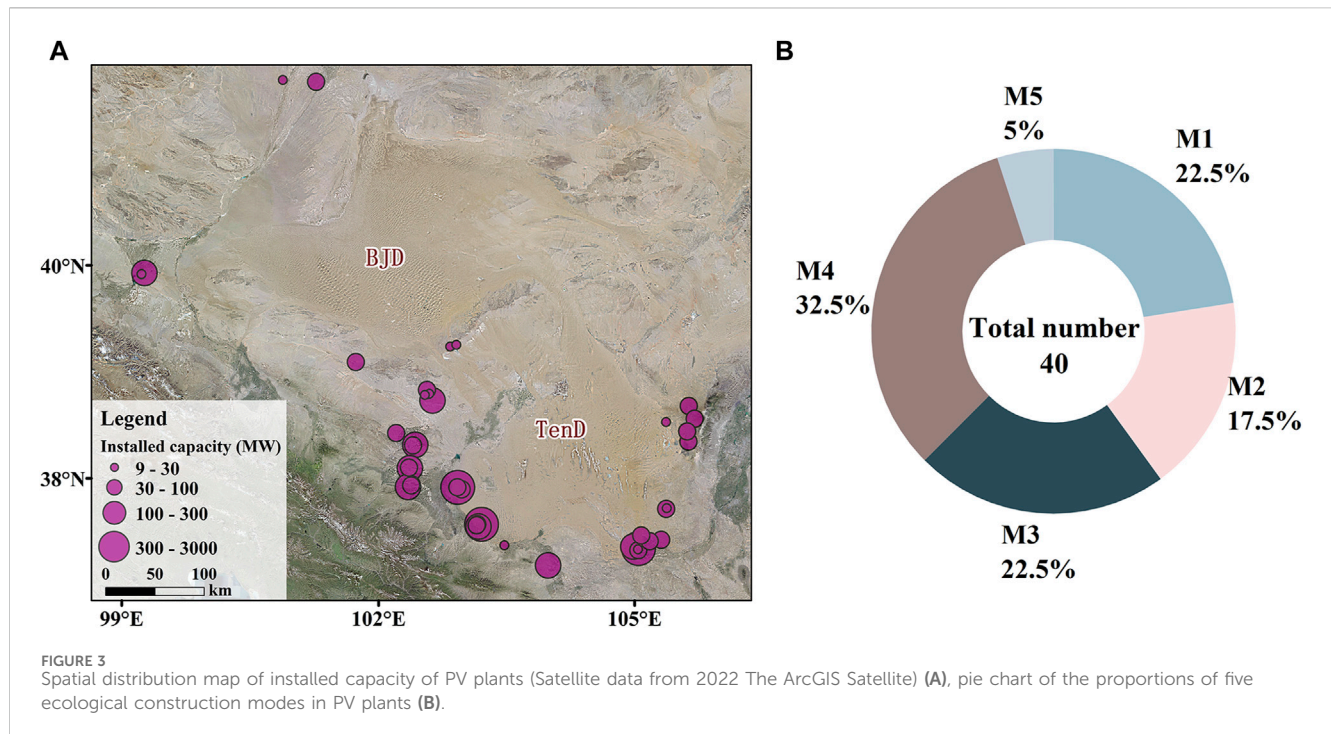 A
BJD
TenD
40°N
38°N
Legend
Installed capacity (MW)
9 - 30
30 - 100
100 - 300
300 - 3000
0 50 100
km
99°E 102°E 105°E
B
M5
5%
M1
22.5%
M4
32.5%
Total number
40
M2
17.5%
M3
22.5%
FIGURE 3
Spatial distribution map of installed capacity of PV plants (Satellite data from 2022 The ArcGIS Satellite) (A), pie chart of the proportions of five
ecological construction modes in PV plants (B).